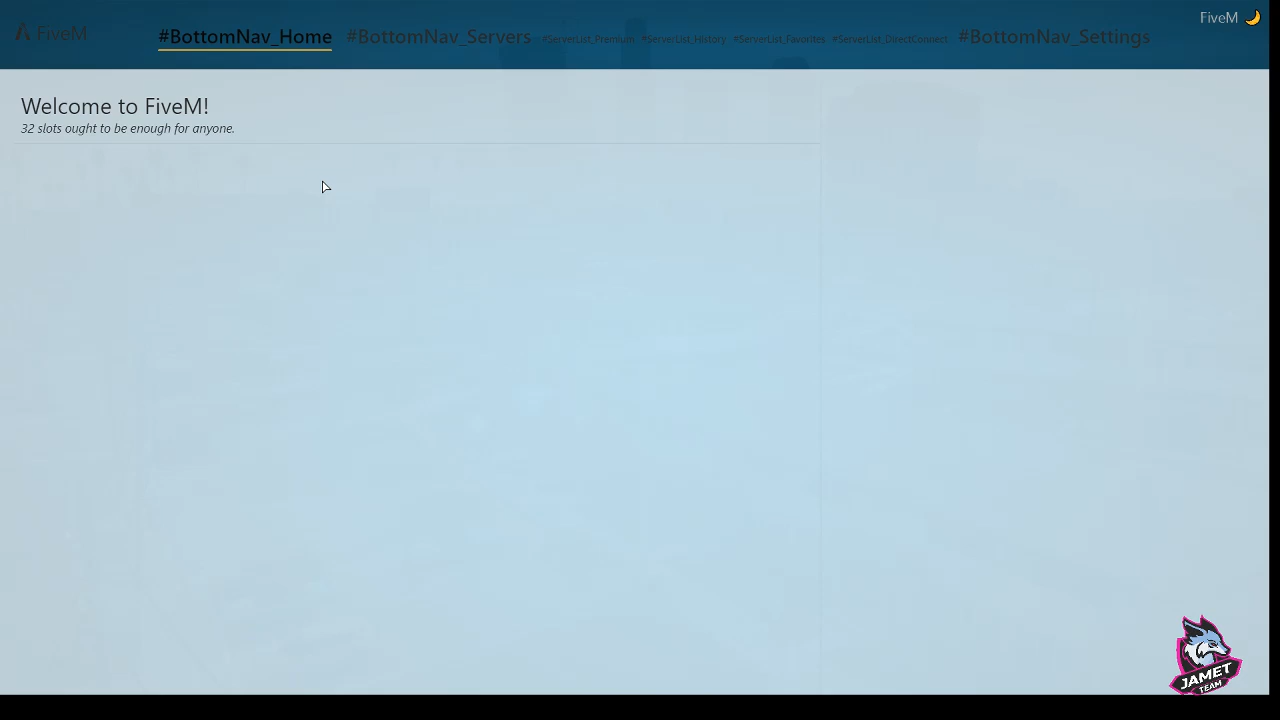 FiveM
#BottomNav_Home #BottomNav_Servers #ServerList_Premium #ServerList_History #ServerList_Favorites #ServerList_DirectConnect #BottomNav_Settings
FiveM
Welcome to FiveM!
32 slots ought to be enough for anyone.
JAMET
TEAM